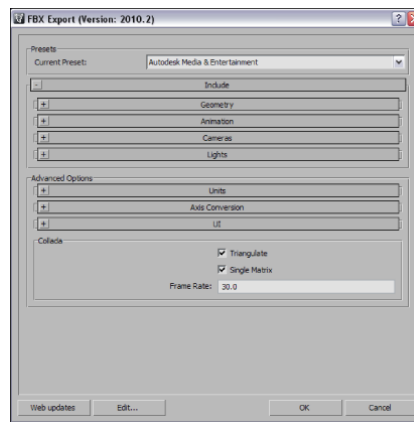 FBX Export (Version: 2010.2)
Presets
Current Preset: Autodesk Media & Entertainment
Include
Geometry
Animation
Cameras
Lights
Advanced Options
Units
Axis Conversion
UI
Collada
Triangulate
Single Matrix
Frame Rate: 30.0
Web updates Edit... OK Cancel